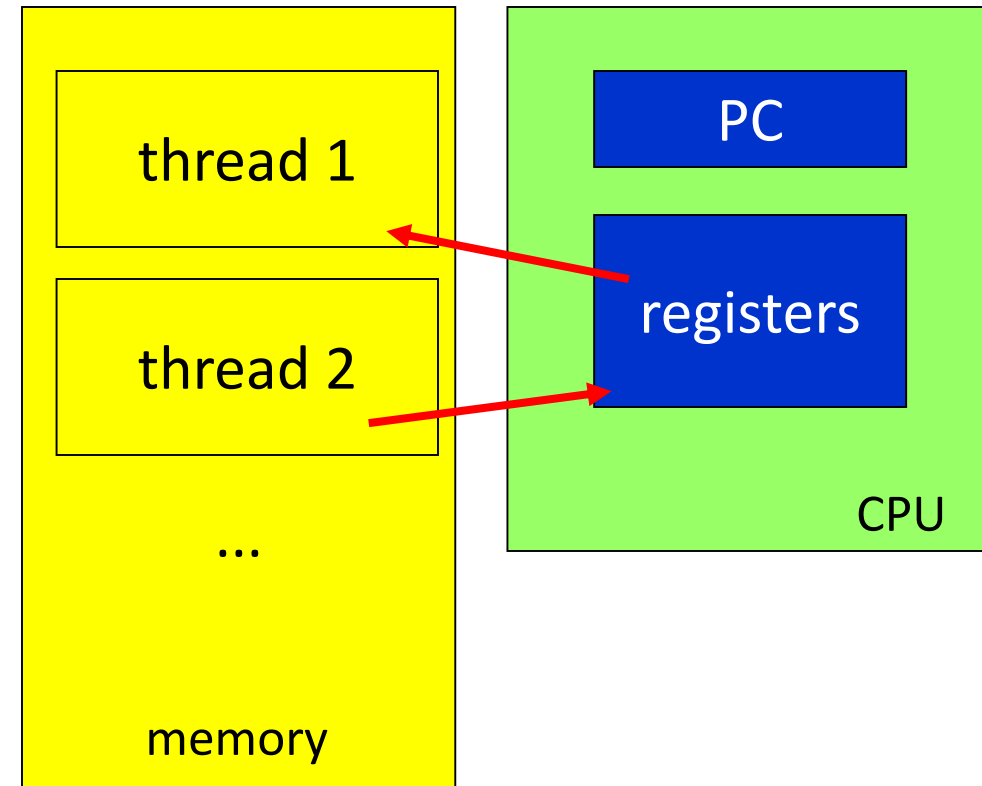 thread 1
thread 2
...
memory
PC
registers
CPU